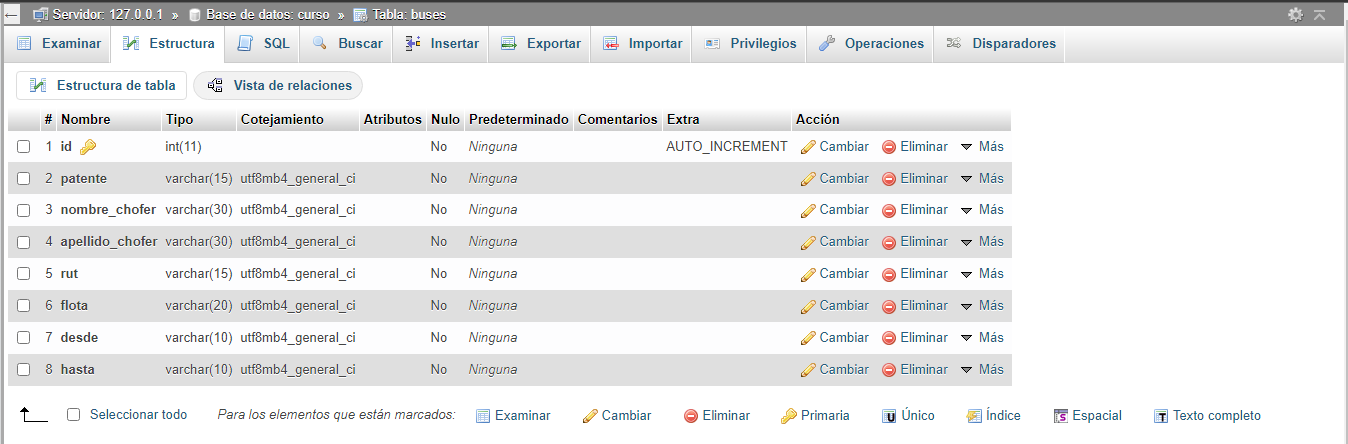 Servidor: 127.0.0.1 » Base de datos: curso » Tabla: buses
Examinar Estructura SQL Buscar Insertar Exportar Importar Privilegios Operaciones Disparadores
Estructura de tabla Vista de relaciones
# Nombre Tipo Cotejamiento Atributos Nulo Predeterminado Comentarios Extra Acción
1 id int(11) No Ninguna AUTO_INCREMENT Cambiar Eliminar Más
2 patente varchar(15) utf8mb4_general_ci No Ninguna Cambiar Eliminar Más
3 nombre_chofer varchar(30) utf8mb4_general_ci No Ninguna Cambiar Eliminar Más
4 apellido_chofer varchar(30) utf8mb4_general_ci No Ninguna Cambiar Eliminar Más
5 rut varchar(15) utf8mb4_general_ci No Ninguna Cambiar Eliminar Más
6 flota varchar(20) utf8mb4_general_ci No Ninguna Cambiar Eliminar Más
7 desde varchar(10) utf8mb4_general_ci No Ninguna Cambiar Eliminar Más
8 hasta varchar(10) utf8mb4_general_ci No Ninguna Cambiar Eliminar Más
Seleccionar todo Para los elementos que están marcados: Examinar Cambiar Eliminar Primaria Único Índice Espacial Texto completo